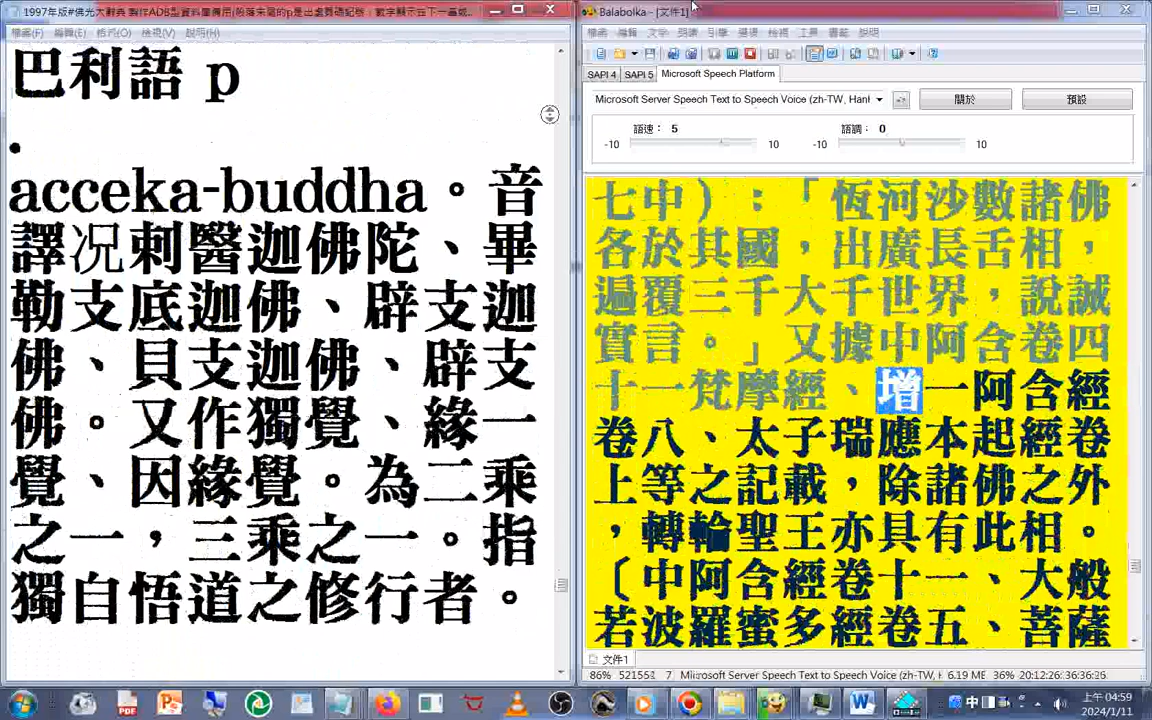 巴利語 p
•
acceka-buddha。音
譯况刺醫迦佛陀、畢
勒支底迦佛、辟支迦
佛、貝支迦佛、辟支
佛。又作獨覺、緣一
覺、因緣覺。為二乘
之一，三乘之一。指
獨自悟道之修行者。
Balabolka - [文件1]
SAPI 4
SAPI 5
Microsoft Speech Platform
Microsoft Server Speech Text to Speech Voice (zh-TW, Hanl
關於
預設
語速： 5
語調： 0
-10
10
-10
10
七中）：「恆河沙數諸佛
各於其國，出廣長舌相，
遍覆三千大千世界，說誠
實言。」又據中阿含卷四
十一梵摩經、增一阿含經
卷八、太子瑞應本起經卷
上等之記載，除諸佛之外
，轉輪聖王亦具有此相。
〔中阿含經卷十一、大般
若波羅蜜多經卷五、菩薩
文件1
86%
7
Microsoft Server Speech Text to Speech Voice (zh-TW, Hanl
6.19 ME
36%
20:12:26:36:36:26
上午 04:59
2024/1/11